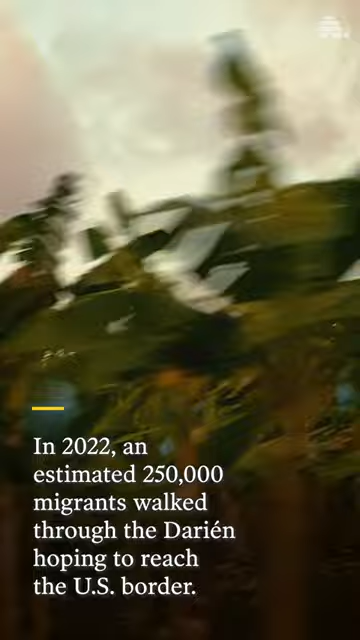 In 2022, an
estimated 250,000
migrants walked
through the Darién
hoping to reach
the U.S. border.